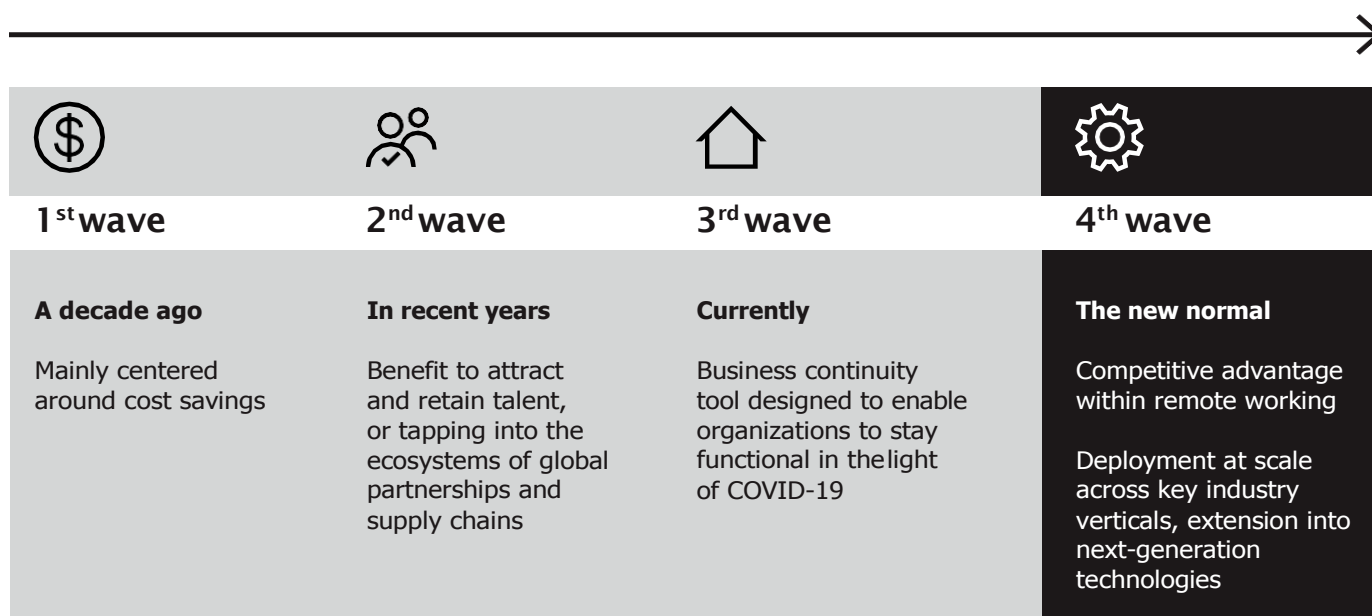 $
1st wave
A decade ago
Mainly centered
around cost savings
2nd wave
In recent years
Benefit to attract
and retain talent,
or tapping into the
ecosystems of global
partnerships and
supply chains
3rd wave
Currently
Business continuity
tool designed to enable
organizations to stay
functional in thelight
of COVID-19
4th wave
The new normal
Competitive advantage
within remote working
Deployment at scale
across key industry
verticals, extension into
next-generation
technologies